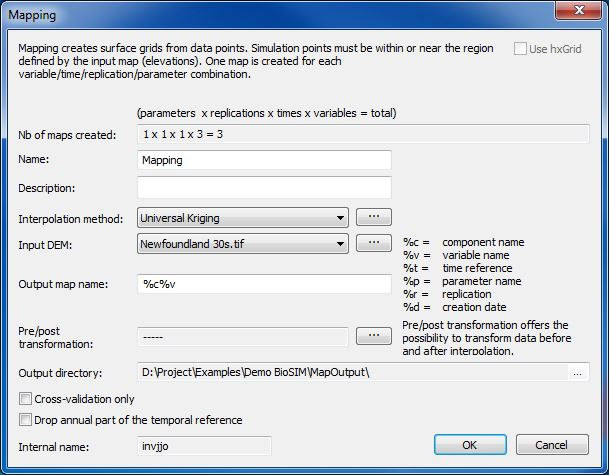 Mapping
Mapping creates surface grids from data points. Simulation points must be within or near the region
defined by the input map (elevations). One map is created for each
variable/time/replication/parameter combination.
Use hxGrid
(parameters x replications x times x variables = total)
Nb of maps created: 1 x 1 x 1 x 3 = 3
Name: Mapping
Description:
Interpolation method: Universal Kriging ...
Input DEM: Newfoundland 30s.tif ...
%c = component name
%v = variable name
%t = time reference
%p = parameter name
%r = replication
%d = creation date
Output map name: %c%v
Pre/post
transformation: ----- ...
Pre/post transformation offers the
possibility to transform data before
and after interpolation.
Output directory: D:\Project\Examples\Demo BioSIM\MapOutput\ ...
Cross-validation only
Drop annual part of the temporal reference
Internal name: invjjo
OK Cancel